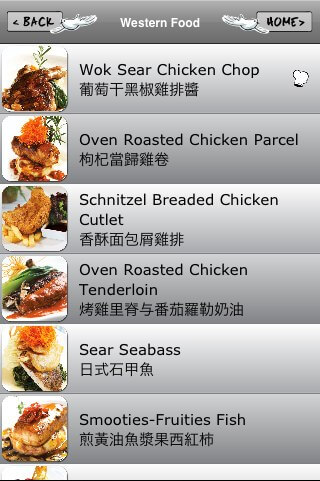 < BACK
Western Food
HOME>
Wok Sear Chicken Chop
葡萄干黑椒雞排醬
Oven Roasted Chicken Parcel
枸杞當歸雞卷
Schnitzel Breaded Chicken
Cutlet
香酥面包屑雞排
Oven Roasted Chicken
Tenderloin
烤雞里脊与番茄羅勒奶油
Sear Seabass
日式石甲魚
Smooties-Fruities Fish
煎黃油魚漿果西紅柿